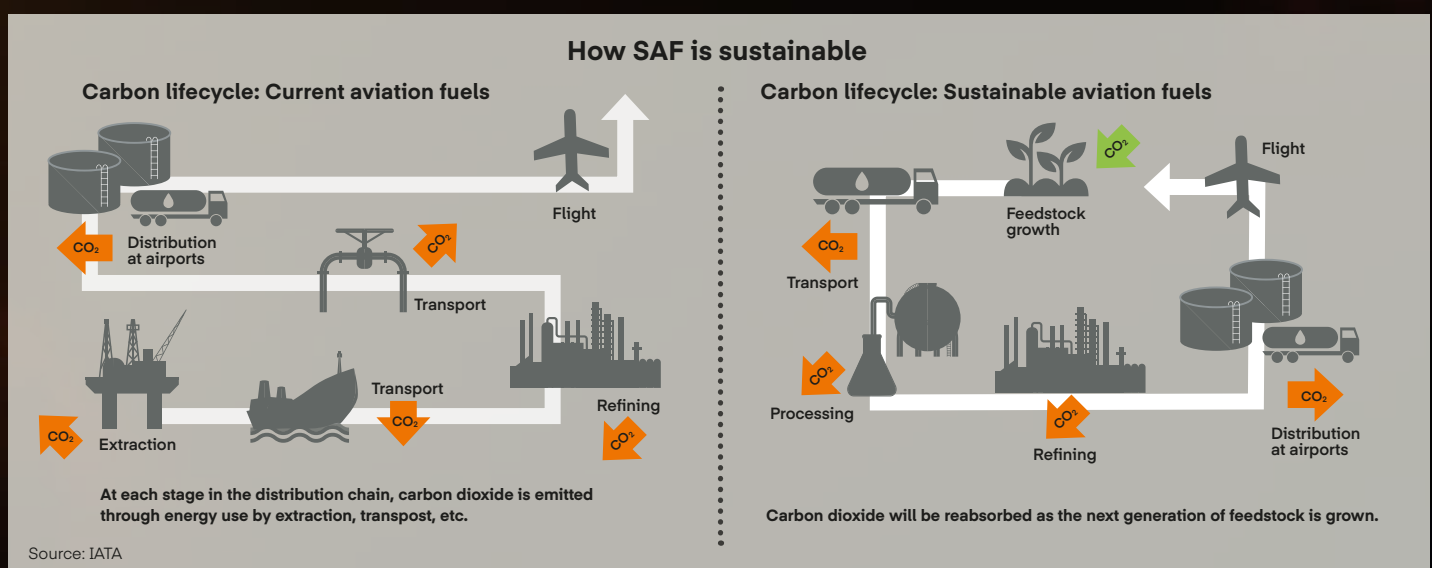 How SAF is sustainable
Carbon lifecycle: Current aviation fuels
Flight
CO₂
Distribution
at airports
CO₂
Transport
Transport
CO₂
Refining
CO₂
CO₂
Extraction
At each stage in the distribution chain, carbon dioxide is emitted
through energy use by extraction, transpost, etc.
Source: IATA
Carbon lifecycle: Sustainable aviation fuels
CO₂
Flight
Feedstock
growth
CO₂
Transport
CO₂
Processing
CO₂
Refining
CO₂
Distribution
at airports
Carbon dioxide will be reabsorbed as the next generation of feedstock is grown.